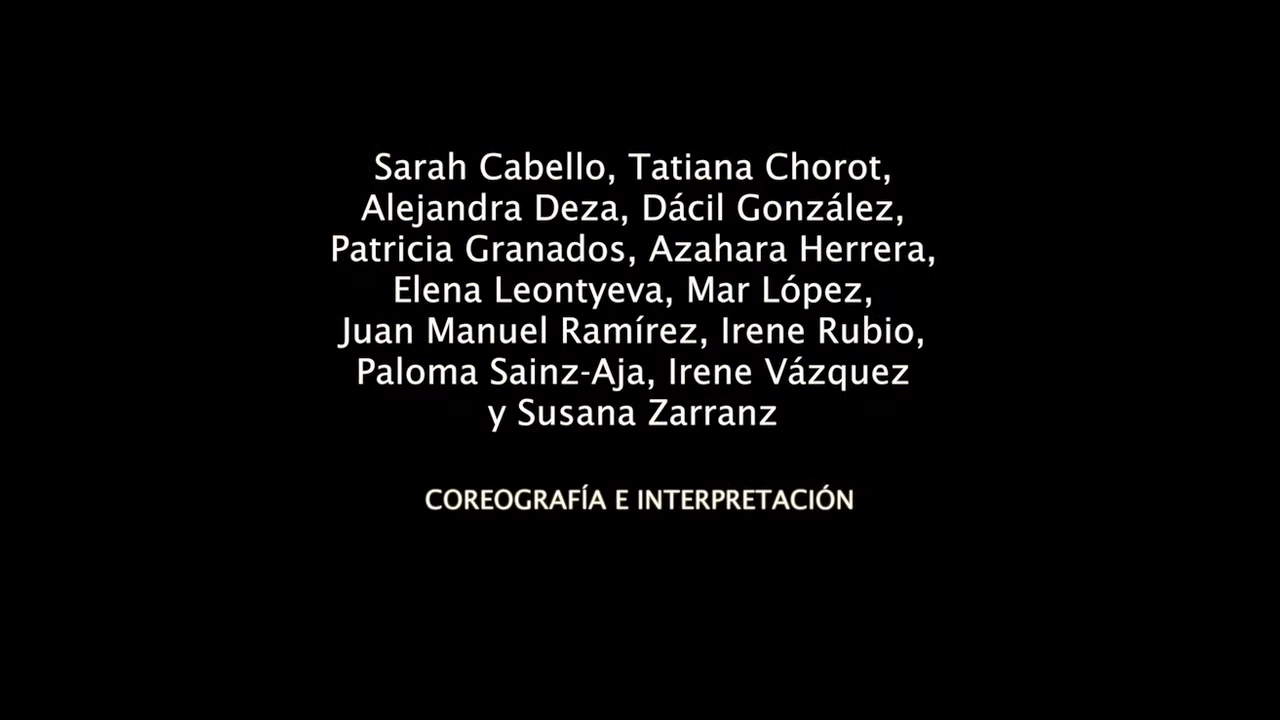 Sarah Cabello, Tatiana Chorot,
Alejandra Deza, Dácil González,
Patricia Granados, Azahara Herrera,
Elena Leontyeva, Mar López,
Juan Manuel Ramírez, Irene Rubio,
Paloma Sainz-Aja, Irene Vázquez
y Susana Zarranz
COREOGRAFÍA E INTERPRETACIÓN